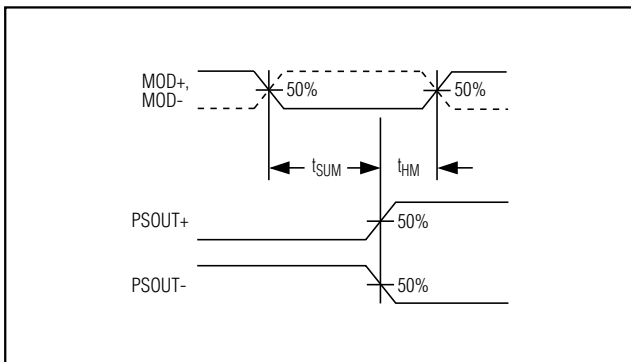 MOD+,
MOD-
50%
50%
tSUM
tHM
PSOUT+
50%
PSOUT-
50%